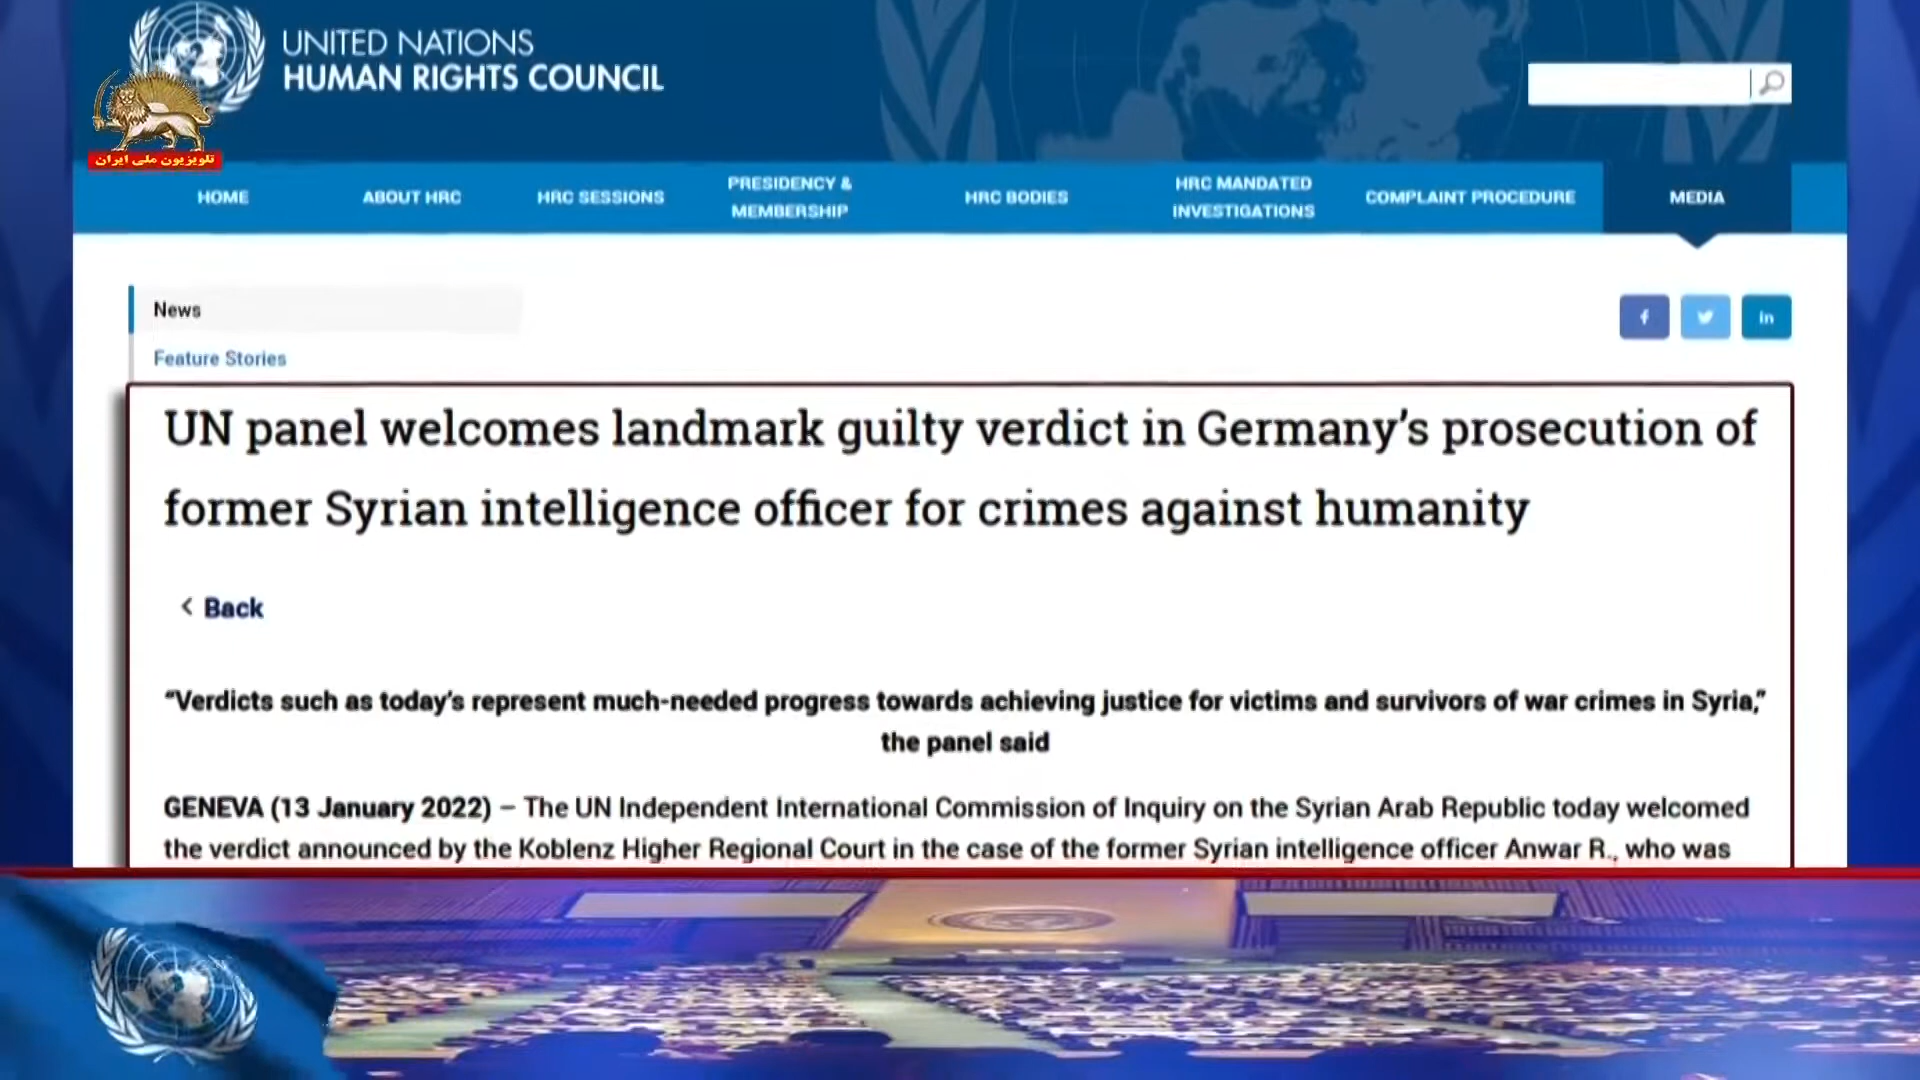 UNITED NATIONS
HUMAN RIGHTS COUNCIL
تلویزیون ملی ایران
HOME
ABOUT HRC
HRC SESSIONS
PRESIDENCY &
MEMBERSHIP
HRC BODIES
HRC MANDATED
INVESTIGATIONS
COMPLAINT PROCEDURE
MEDIA
News
Feature Stories
f
in
UN panel welcomes landmark guilty verdict in Germany’s prosecution of
former Syrian intelligence officer for crimes against humanity
< Back
“Verdicts such as today’s represent much-needed progress towards achieving justice for victims and survivors of war crimes in Syria,”
the panel said
GENEVA (13 January 2022) – The UN Independent International Commission of Inquiry on the Syrian Arab Republic today welcomed
the verdict announced by the Koblenz Higher Regional Court in the case of the former Syrian intelligence officer Anwar R., who was